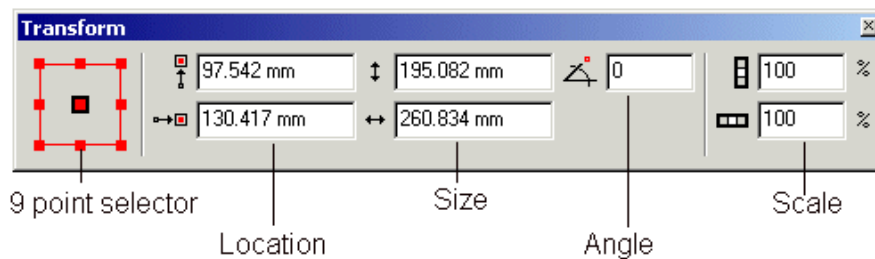 Transform
97.542 mm 195.082 mm 0 100 %
130.417 mm 260.834 mm 100 %
9 point selector Size Scale
Location Angle